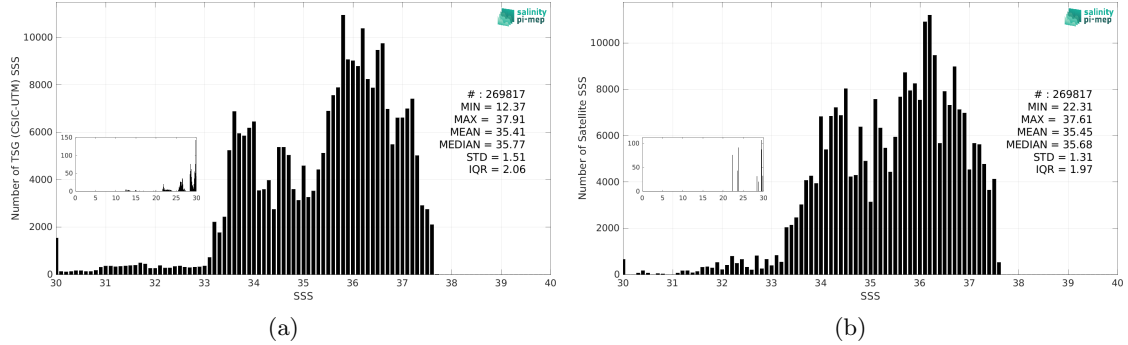 salinity
pi-mep
Number of TSG (CSIC-UTM) SSS
10000
8000
6000
4000
2000
0
# : 269817
MIN = 12.37
MAX = 37.91
MEAN = 35.41
MEDIAN = 35.77
STD = 1.51
IQR = 2.06
150
100
50
0
0 5 10 15 20 25 30
30 31 32 33 34 35 36 37 38 39 40
SSS
(a)
salinity
pi-mep
Number of Satellite SSS
10000
8000
6000
4000
2000
0
# : 269817
MIN = 22.31
MAX = 37.61
MEAN = 35.45
MEDIAN = 35.68
STD = 1.31
IQR = 1.97
100
50
0
0 5 10 15 20 25 30
30 31 32 33 34 35 36 37 38 39 40
SSS
(b)